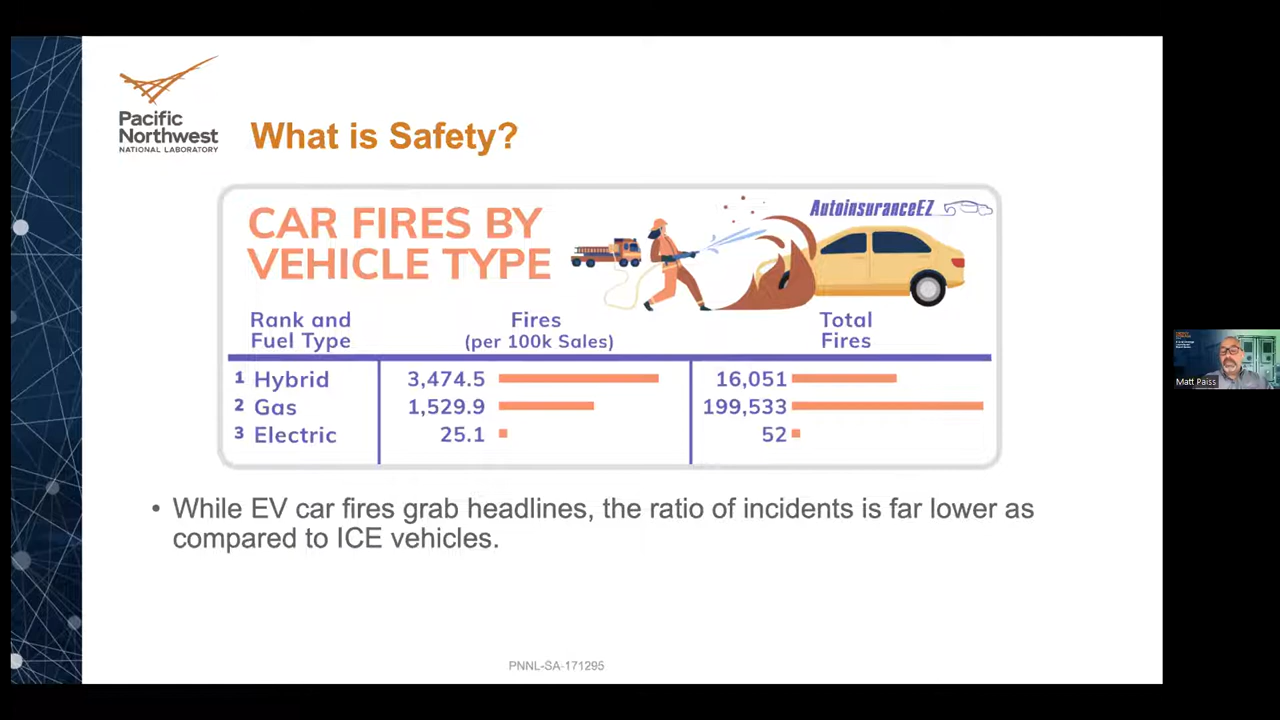 Pacific
Northwest
NATIONAL LABORATORY
What is Safety?
CAR FIRES BY
VEHICLE TYPE
AutoinsuranceEZ
Rank and
Fuel Type
Fires
(per 100k Sales)
Total
Fires
1 Hybrid 3,474.5 16,051
2 Gas 1,529.9 199,533
3 Electric 25.1 52
• While EV car fires grab headlines, the ratio of incidents is far lower as
compared to ICE vehicles.
PNNL-SA-171295
Matt Paiss